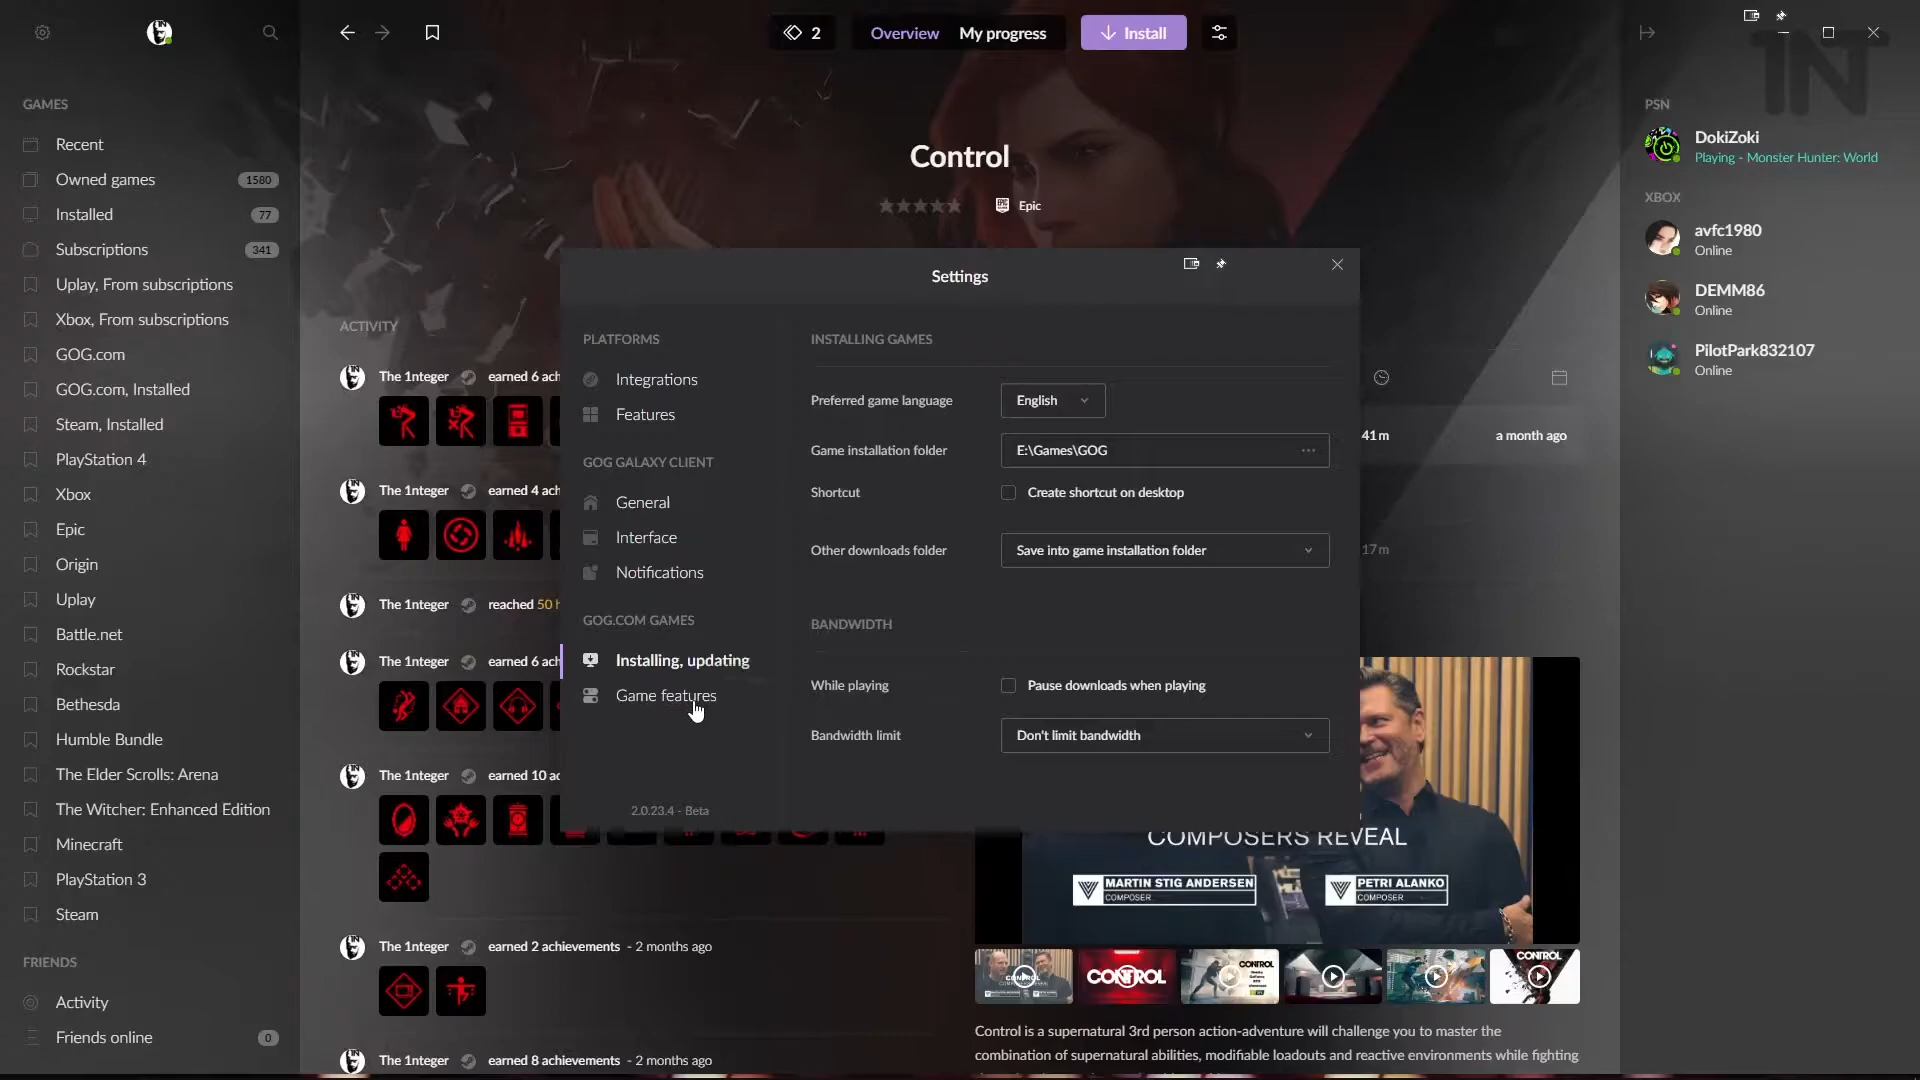 2
Overview
My progress
Install
GAMES
Recent
Owned games 1580
Installed 77
Subscriptions 341
Uplay, From subscriptions
Xbox, From subscriptions
GOG.com
GOG.com, Installed
Steam, Installed
PlayStation 4
Xbox
Epic
Origin
Uplay
Battle.net
Rockstar
Bethesda
Humble Bundle
The Elder Scrolls: Arena
The Witcher: Enhanced Edition
Minecraft
PlayStation 3
Steam
FRIENDS
Activity
Friends online 0
Control
Epic
ACTIVITY
The 1nteger earned 6 ach
The 1nteger earned 4 ach
The 1nteger reached 50 h
The 1nteger earned 6 ach
The 1nteger earned 10 ac
The 1nteger earned 2 achievements - 2 months ago
The 1nteger earned 8 achievements - 2 months ago
Settings
PLATFORMS
Integrations
Features
GOG GALAXY CLIENT
General
Interface
Notifications
GOG.COM GAMES
Installing, updating
Game features
2.0.23.4 - Beta
INSTALLING GAMES
Preferred game language English
Game installation folder E:\Games\GOG
Shortcut Create shortcut on desktop
Other downloads folder Save into game installation folder
BANDWIDTH
While playing Pause downloads when playing
Bandwidth limit Don't limit bandwidth
41m a month ago
17m
COMPOSERS REVEAL
MARTIN STIG ANDERSEN
COMPOSER
PETRI ALANKO
COMPOSER
CONTROL
CONTROL
CONTROL
Control is a supernatural 3rd person action-adventure will challenge you to master the
combination of supernatural abilities, modifiable loadouts and reactive environments while fighting
1N
PSN
DokiZoki
Playing - Monster Hunter: World
XBOX
avfc1980
Online
DEMM86
Online
PilotPark832107
Online